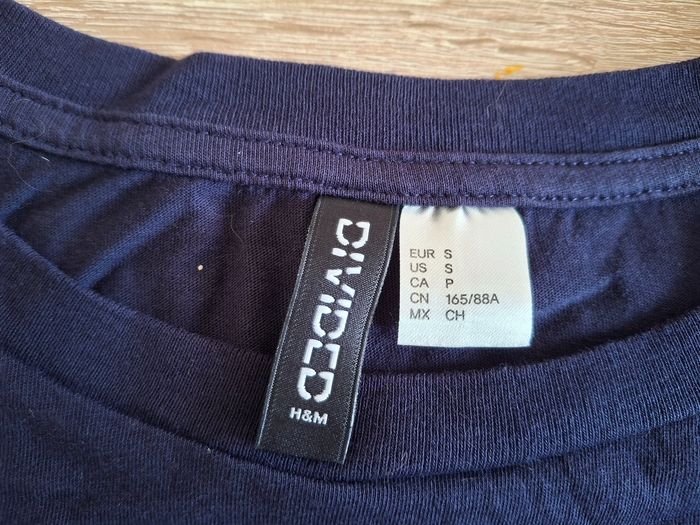 DIVIDED
H&M
EUR S
US S
CA P
CN 165/88A
MX CH